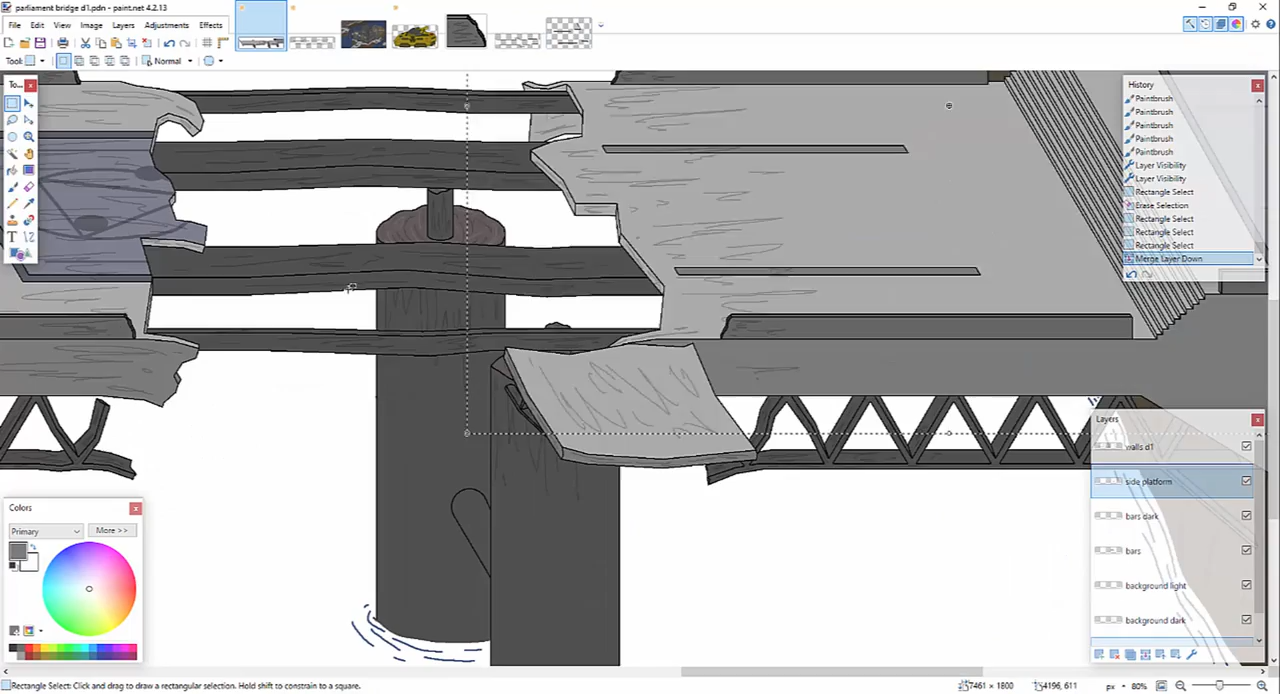 parliament bridge d1.pdn - paint.net 4.2.13
File Edit View Image Layers Adjustments Effects
Tool: Normal
To...
History
Paintbrush
Paintbrush
Paintbrush
Paintbrush
Paintbrush
Layer Visibility
Layer Visibility
Rectangle Select
Erase Selection
Rectangle Select
Rectangle Select
Rectangle Select
Merge Layer Down
Layers
walls d1
side platform
bars dark
bars
background light
background dark
Colors
Primary More >>
Rectangle Select: Click and drag to draw a rectangular selection. Hold shift to constrain to a square. 7461 × 1800 4196, 611 px 80%